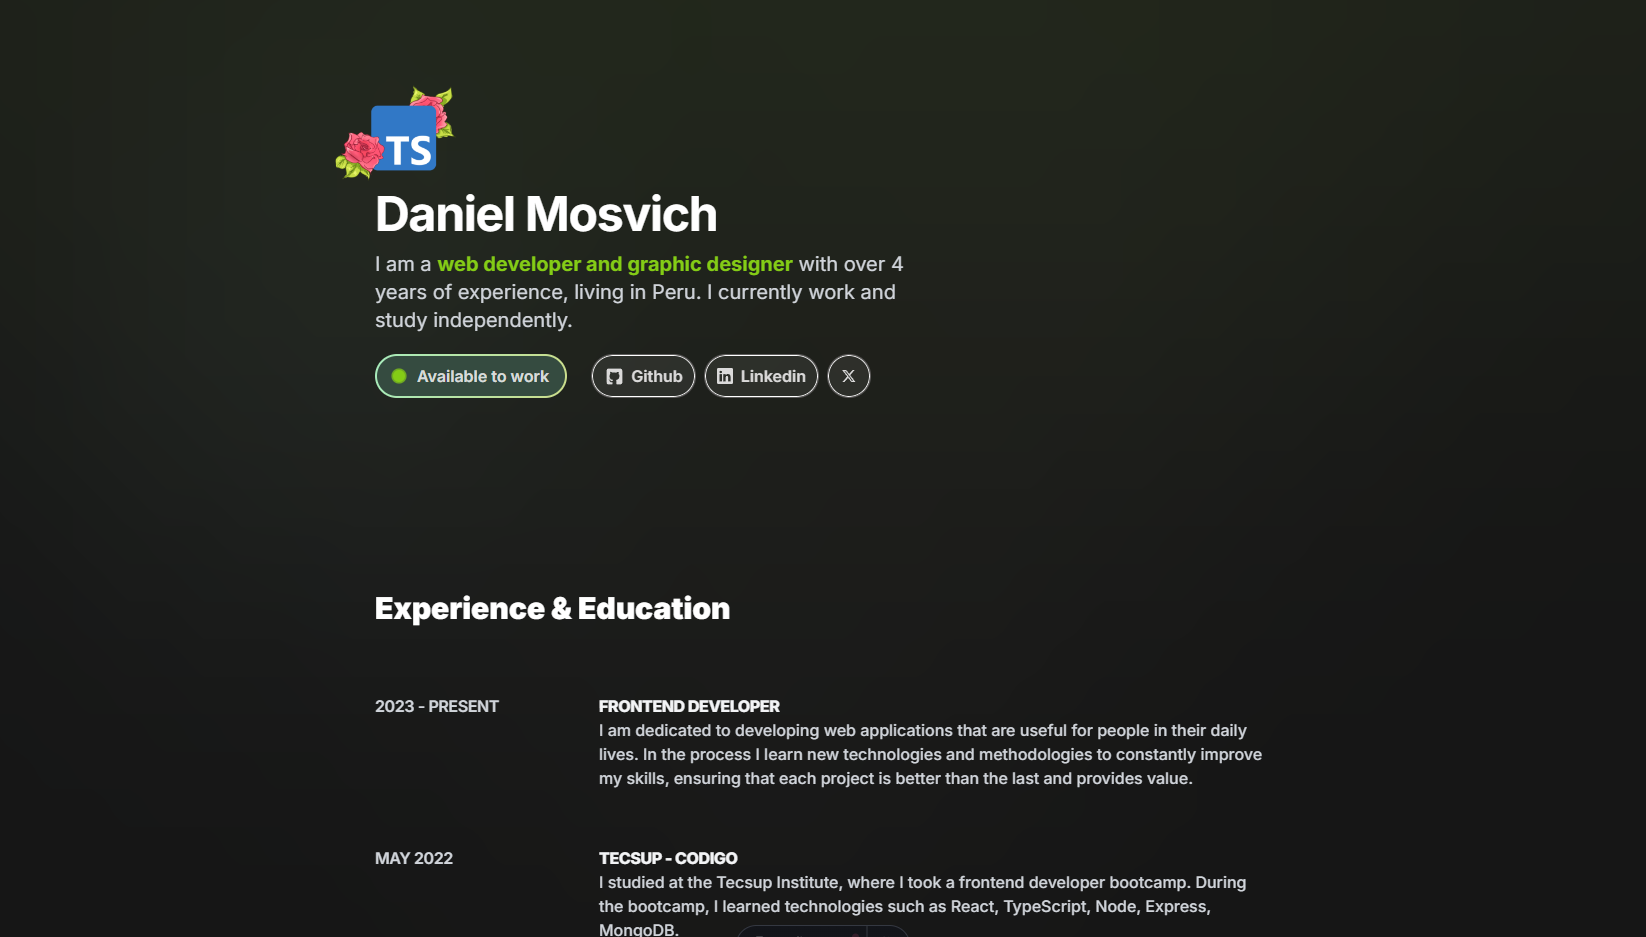 TS
Daniel Mosvich
I am a web developer and graphic designer with over 4
years of experience, living in Peru. I currently work and
study independently.
Available to work
Github
Linkedin
Experience & Education
2023 - PRESENT
FRONTEND DEVELOPER
I am dedicated to developing web applications that are useful for people in their daily
lives. In the process I learn new technologies and methodologies to constantly improve
my skills, ensuring that each project is better than the last and provides value.
MAY 2022
TECSUP - CODIGO
I studied at the Tecsup Institute, where I took a frontend developer bootcamp. During
the bootcamp, I learned technologies such as React, TypeScript, Node, Express,
MongoDB.